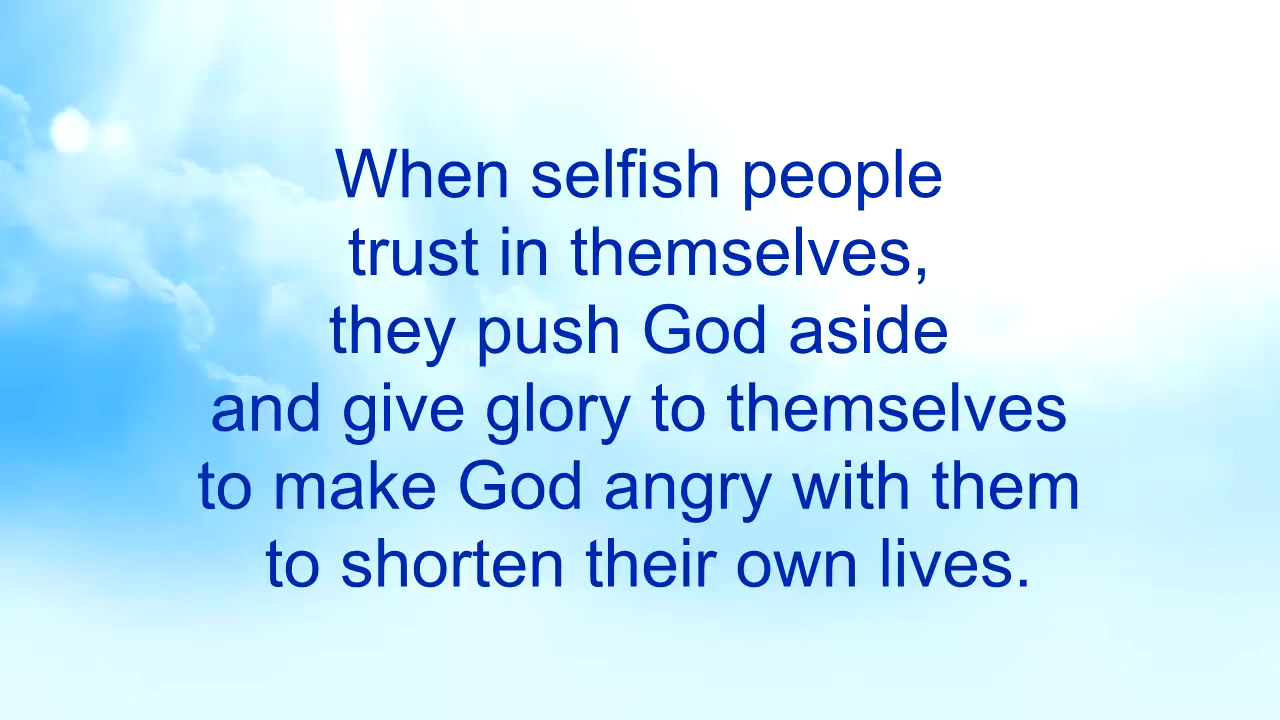 When selfish people
trust in themselves,
they push God aside
and give glory to themselves
to make God angry with them
to shorten their own lives.